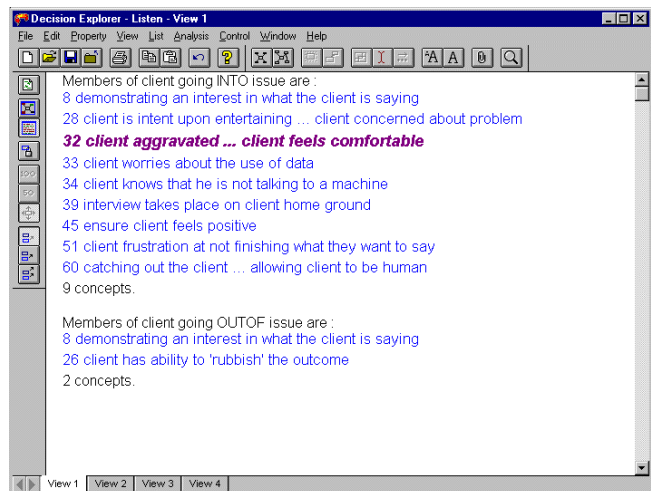 Decision Explorer - Listen - View 1
File Edit Property View List Analysis Control Window Help
Members of client going INTO issue are :
8 demonstrating an interest in what the client is saying
28 client is intent upon entertaining ... client concerned about problem
32 client aggravated ... client feels comfortable
33 client worries about the use of data
34 client knows that he is not talking to a machine
39 interview takes place on client home ground
45 ensure client feels positive
51 client frustration at not finishing what they want to say
60 catching out the client ... allowing client to be human
9 concepts.
Members of client going OUTOF issue are :
8 demonstrating an interest in what the client is saying
26 client has ability to 'rubbish' the outcome
2 concepts.
100
50
View 1 View 2 View 3 View 4